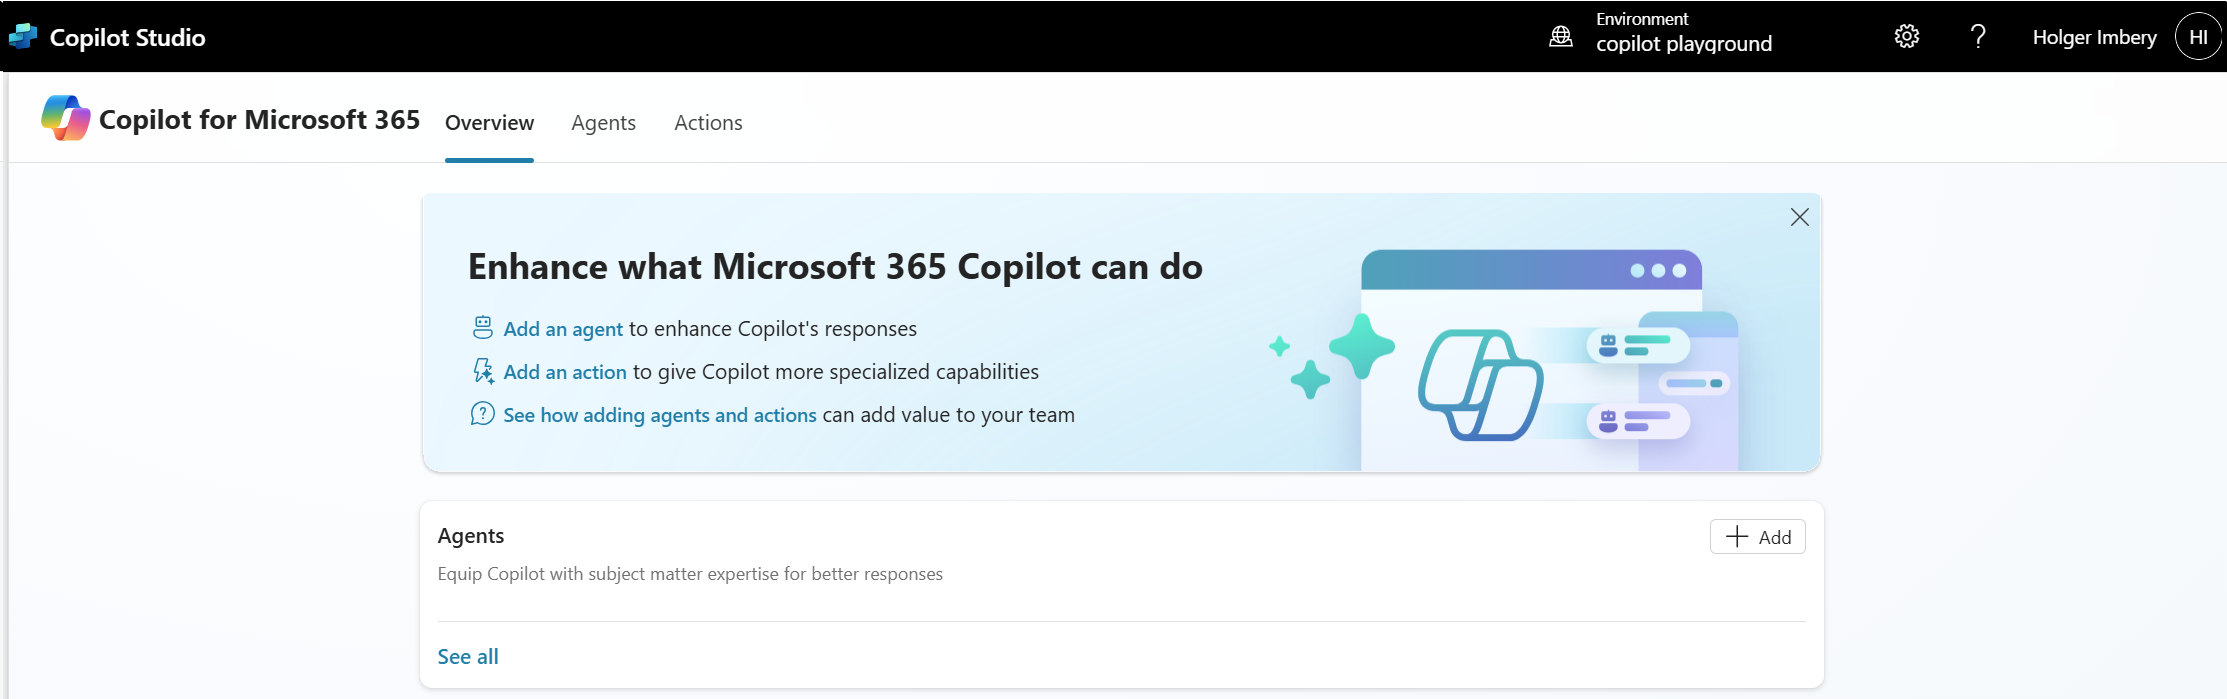 Copilot Studio
Environment
copilot playground
Holger Imbery
HI
Copilot for Microsoft 365
Overview
Agents
Actions
Enhance what Microsoft 365 Copilot can do
Add an agent to enhance Copilot's responses
Add an action to give Copilot more specialized capabilities
See how adding agents and actions can add value to your team
Agents
Add
Equip Copilot with subject matter expertise for better responses
See all